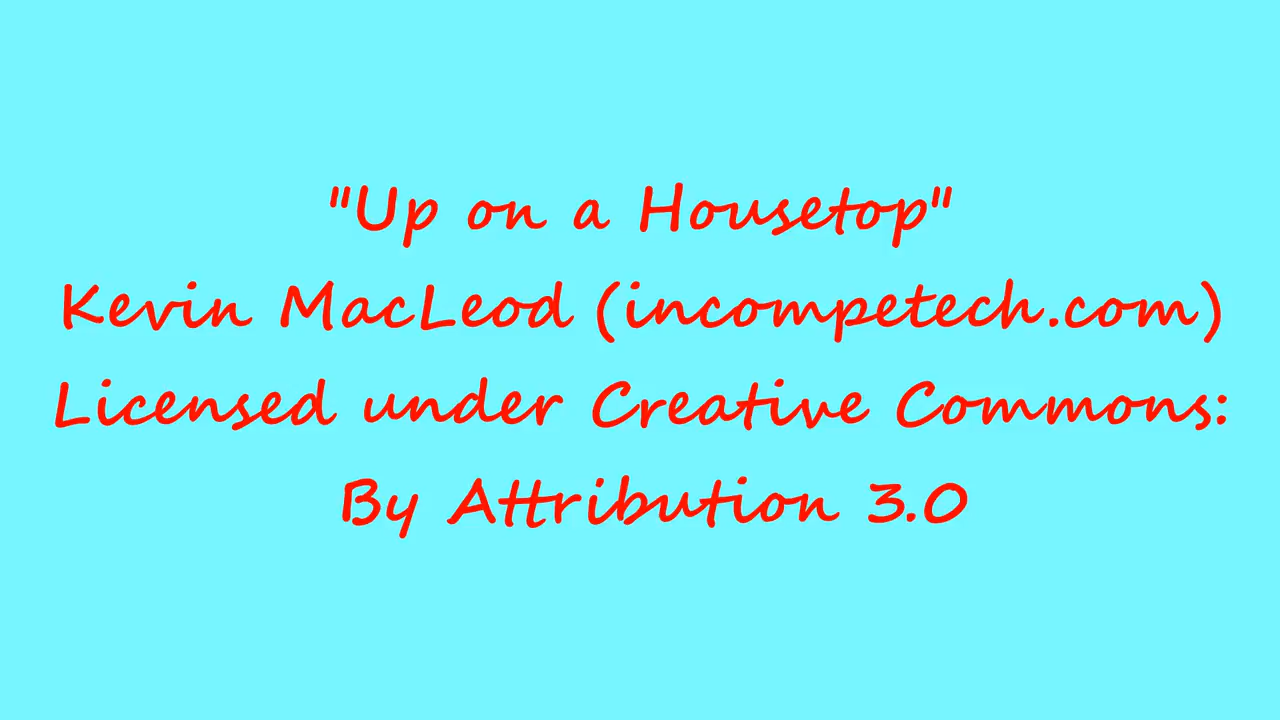 "Up on a Housetop"
Kevin MacLeod (incompetech.com)
Licensed under Creative Commons:
By Attribution 3.0